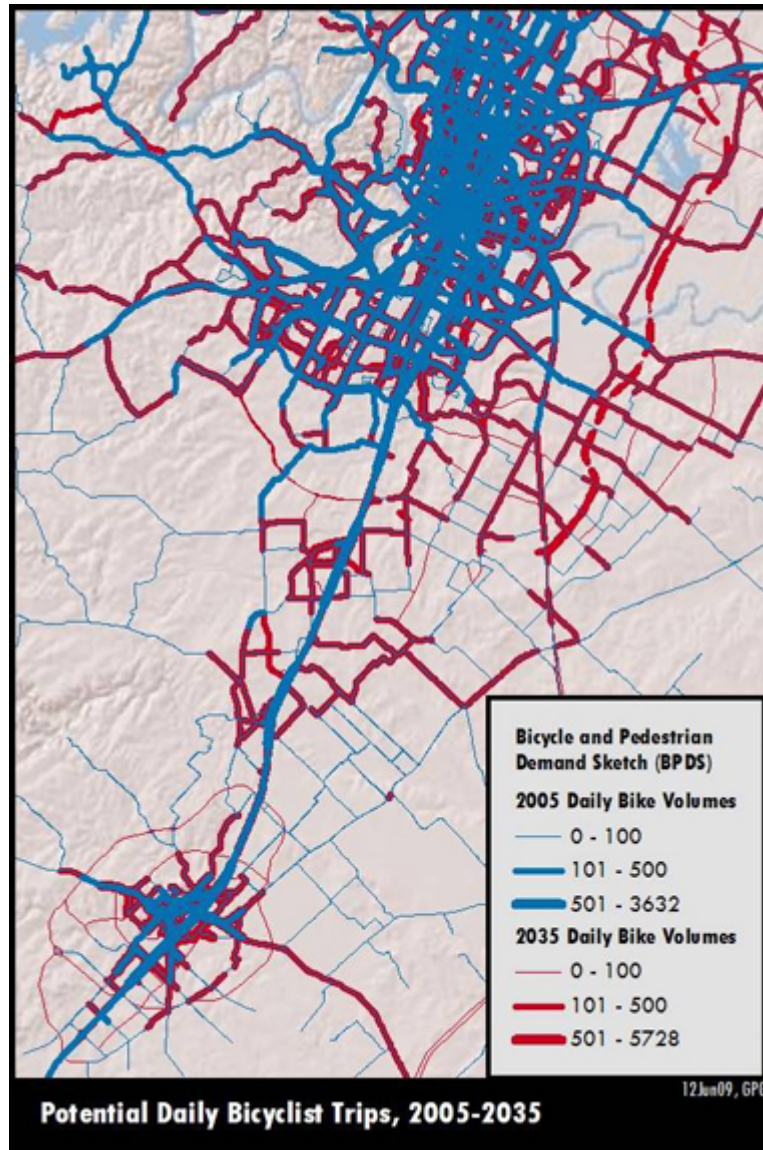 Bicycle and Pedestrian
Demand Sketch (BPDS)
2005 Daily Bike Volumes
0 - 100
101 - 500
501 - 3632
2035 Daily Bike Volumes
0 - 100
101 - 500
501 - 5728
12Jun09, GPG
Potential Daily Bicyclist Trips, 2005-2035